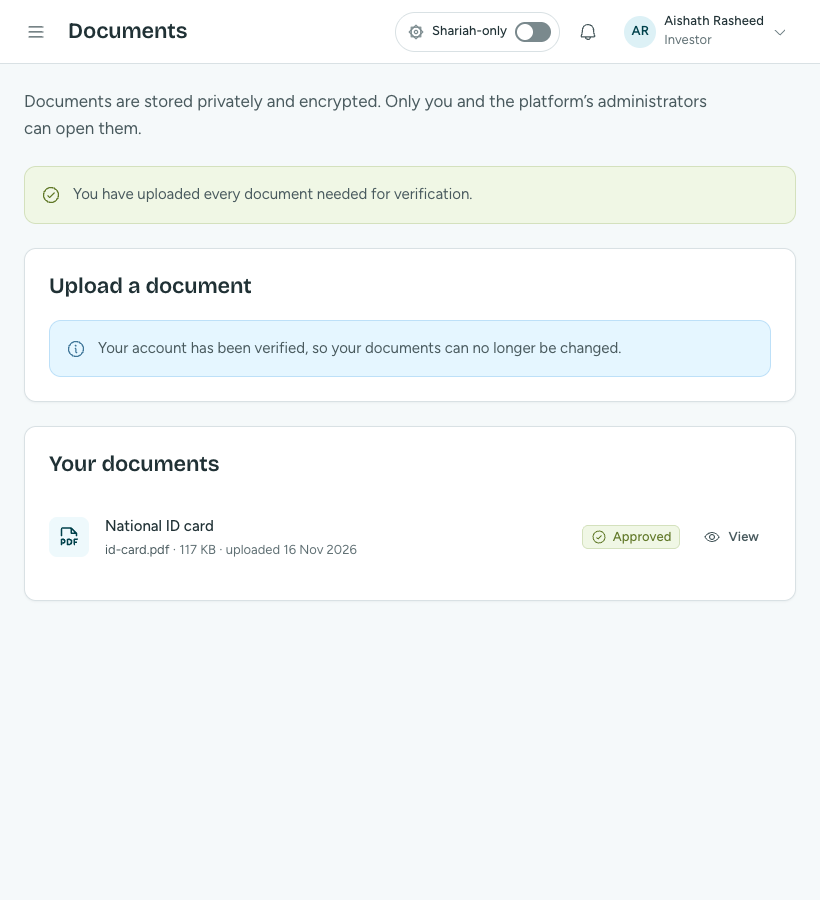 Documents
Shariah-only
AR
Aishath Rasheed
Investor
Documents are stored privately and encrypted. Only you and the platform’s administrators
can open them.
You have uploaded every document needed for verification.
Upload a document
Your account has been verified, so your documents can no longer be changed.
Your documents
PDF
National ID card
id-card.pdf · 117 KB · uploaded 16 Nov 2026
Approved
View